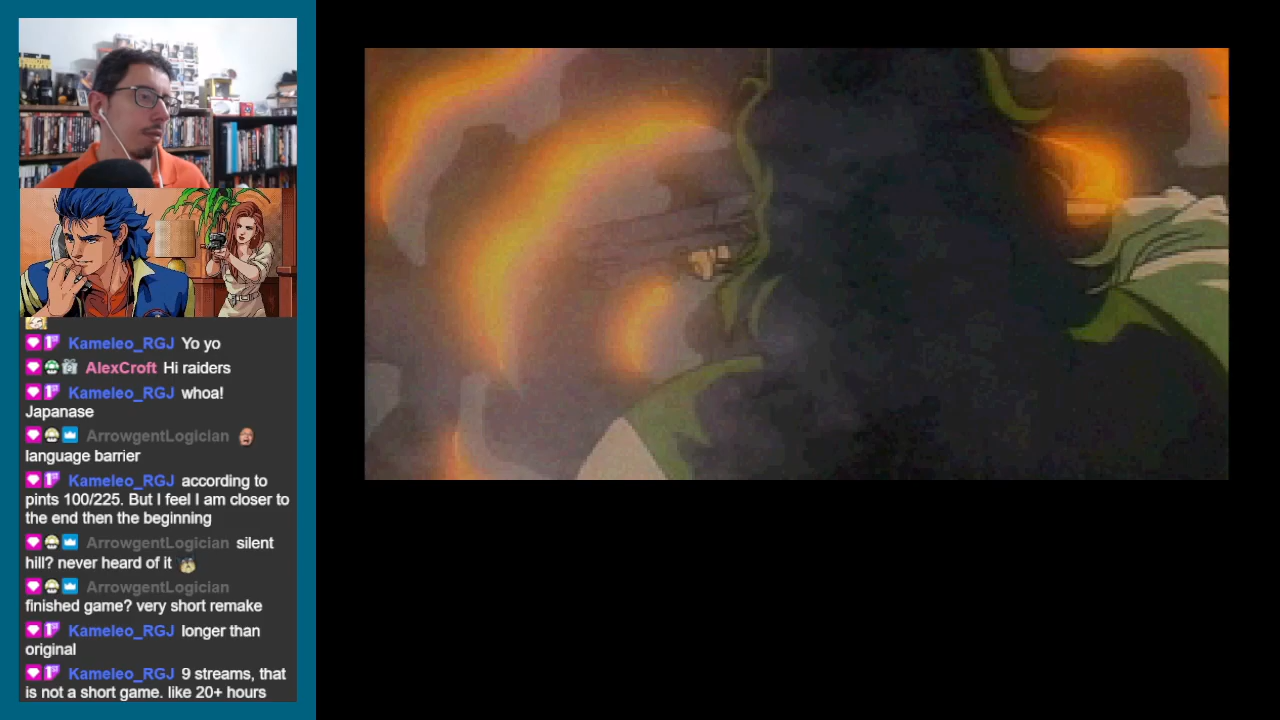 Kameleo_RGJ Yo yo
AlexCroft Hi raiders
Kameleo_RGJ whoa!
Japanase
ArrowgentLogician
language barrier
Kameleo_RGJ according to
pints 100/225. But I feel I am closer to
the end then the beginning
ArrowgentLogician silent
hill? never heard of it
ArrowgentLogician
finished game? very short remake
Kameleo_RGJ longer than
original
Kameleo_RGJ 9 streams, that
is not a short game. like 20+ hours